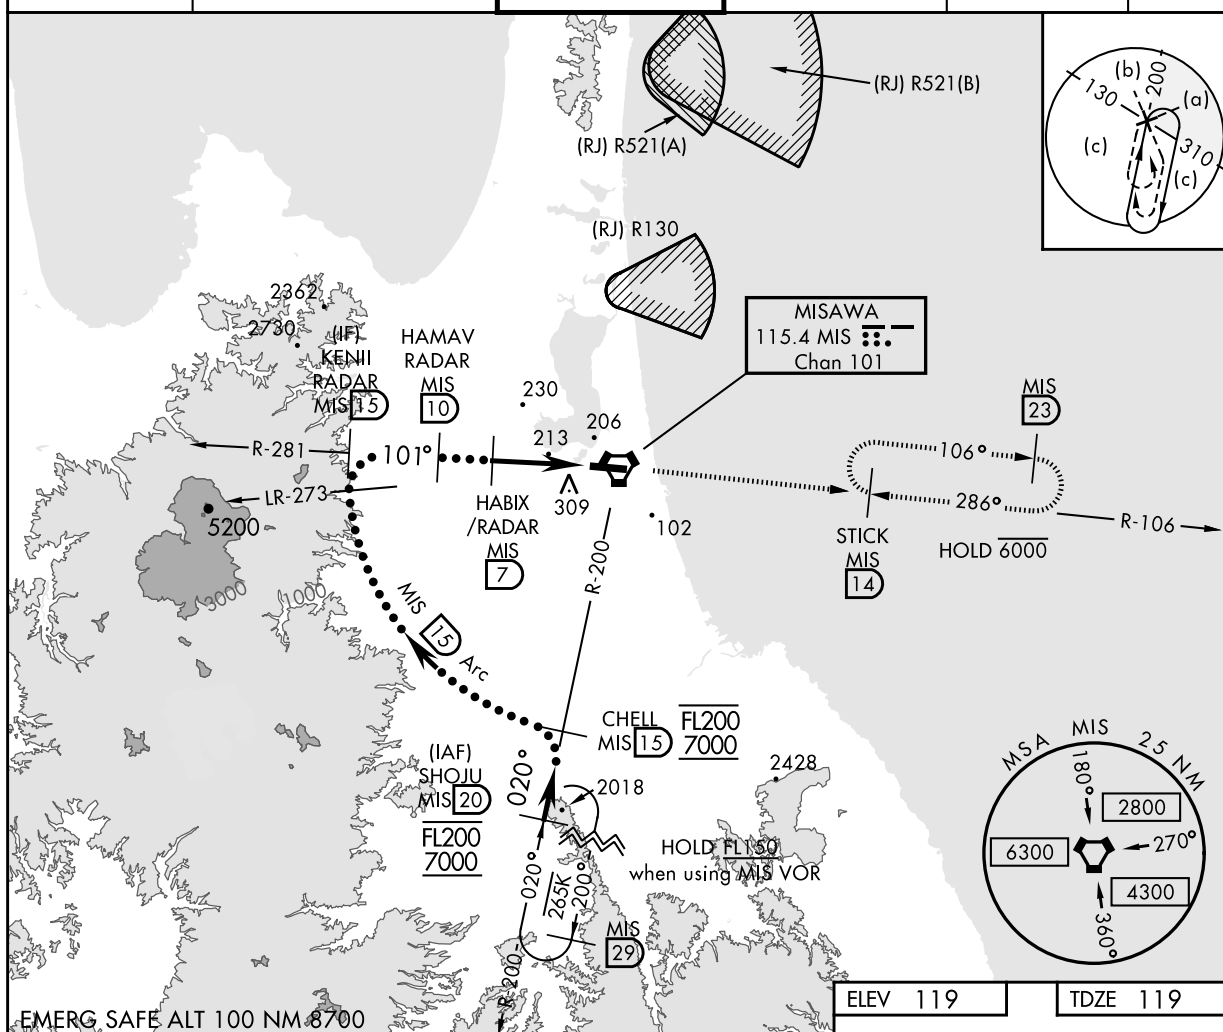 (RJ) R521(B)
(RJ) R521(A)
(b)
200
130
(a)
(c)
310
(c)
(RJ) R130
2362
2730
(IF)
KENII
RADAR
MIS 15
HAMAV
RADAR
MIS
10
MISAWA
115.4 MIS
Chan 101
230
206
213
MIS
23
R-281
101°
106°
LR-273
309
286°
5200
HABIX
/RADAR
MIS
7
102
STICK
MIS
14
R-106
HOLD 6000
3000
1000
R-200
MIS 15 Arc
CHELL
MIS 15
FL200
7000
(IAF)
SHOJU
MIS 20
FL200
7000
020°
2018
2428
HOLD FL150
when using MIS VOR
020°
265K
200°
MIS
29
R-200
MSA MIS 25 NM
180°
2800
270°
6300
4300
360°
ELEV 119
TDZE 119
EMERG SAFE ALT 100 NM 8700